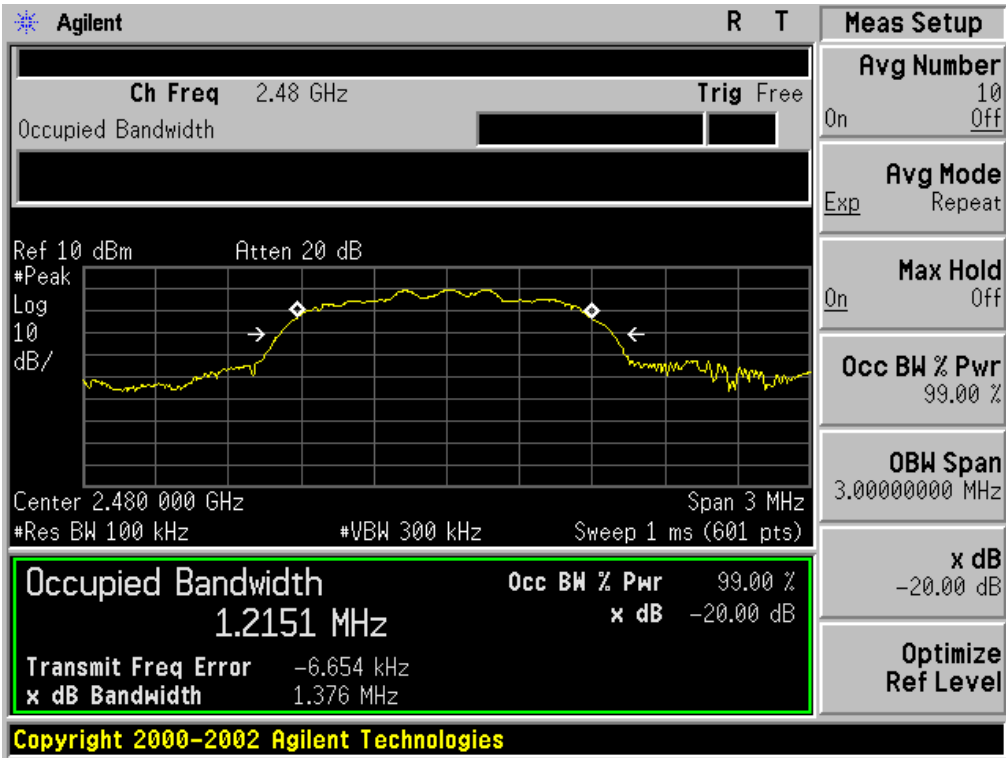 Agilent R T
Ch Freq 2.48 GHz Trig Free
Occupied Bandwidth
Ref 10 dBm Atten 20 dB
#Peak
Log
10
dB/
Center 2.480 000 GHz Span 3 MHz
#Res BW 100 kHz #VBW 300 kHz Sweep 1 ms (601 pts)
Occupied Bandwidth Occ BW % Pwr 99.00 %
1.2151 MHz x dB -20.00 dB
Transmit Freq Error -6.654 kHz
x dB Bandwidth 1.376 MHz
Copyright 2000-2002 Agilent Technologies
Meas Setup
Avg Number
10
On Off
Avg Mode
Exp Repeat
Max Hold
On Off
Occ BW % Pwr
99.00 %
OBW Span
3.00000000 MHz
x dB
-20.00 dB
Optimize
Ref Level